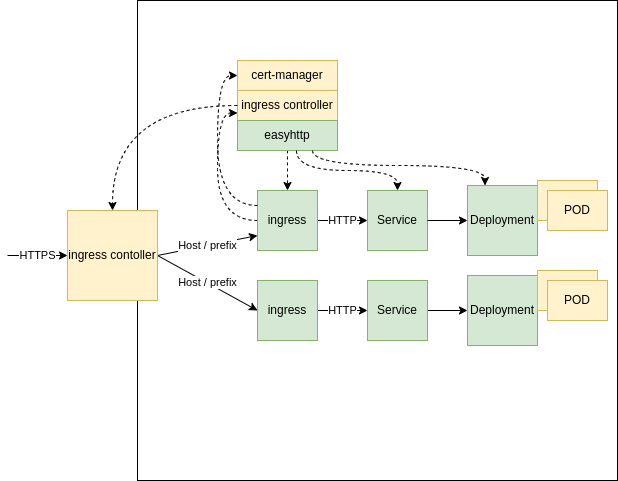 cert-manager
ingress controller
easyhttp
ingress
HTTP
Service
Deployment
POD
HTTPS
ingress contoller
Host / prefix
Host / prefix
ingress
HTTP
Service
Deployment
POD